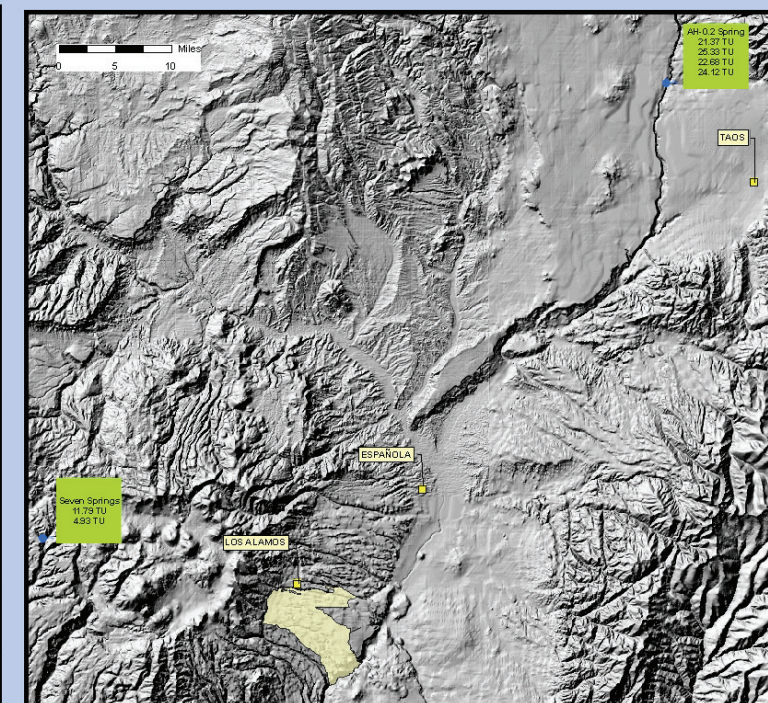 Miles
0 5 10
AH-0.2 Spring
21.37 TU
25.33 TU
22.68 TU
24.12 TU
TAOS
ESPAÑOLA
Seven Springs
11.79 TU
4.93 TU
LOS ALAMOS